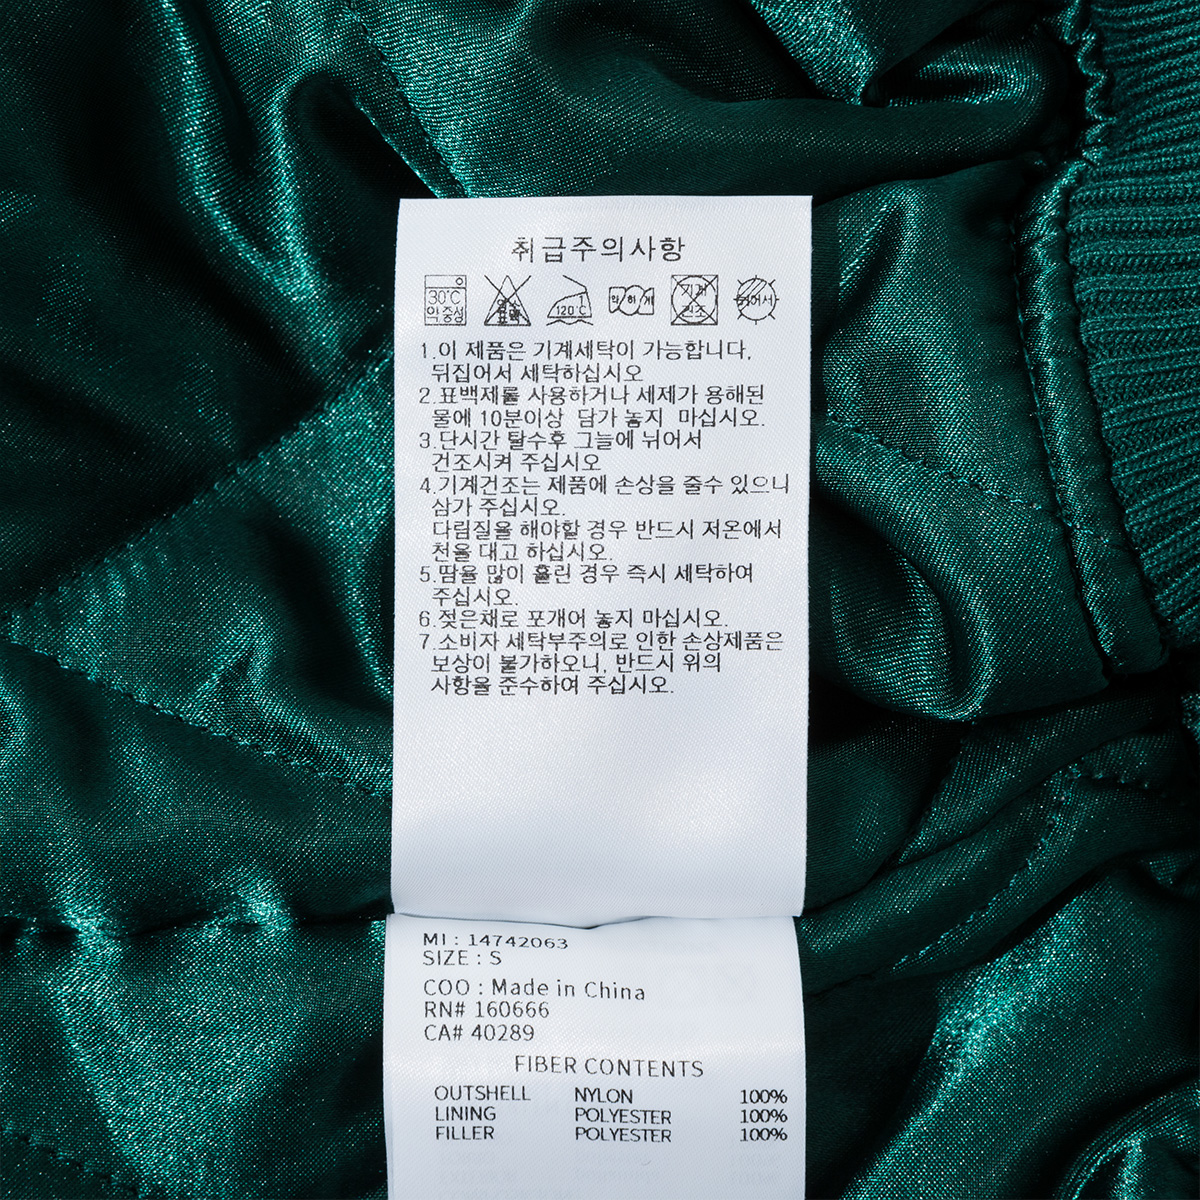 취급주의사항
30℃
약 중성
염소
표백
1
120℃
약하게
기계
건조
뉘어서
1.이 제품은 기계세탁이 가능합니다.
뒤집어서 세탁하십시오
2.표백제를 사용하거나 세제가 용해된
물에 10분이상 담가 놓지 마십시오.
3.단시간 탈수후 그늘에 뉘어서
건조시켜 주십시오
4.기계건조는 제품에 손상을 줄수 있으니
삼가 주십시오.
다림질을 해야할 경우 반드시 저온에서
천을 대고 하십시오.
5.땀을 많이 흘린 경우 즉시 세탁하여
주십시오.
6.젖은채로 포개어 놓지 마십시오.
7.소비자 세탁부주의로 인한 손상제품은
보상이 불가하오니, 반드시 위의
사항을 준수하여 주십시오.
MI : 14742063
SIZE : S
COO : Made in China
RN# 160666
CA# 40289
FIBER CONTENTS
OUTSHELL NYLON 100%
LINING POLYESTER 100%
FILLER POLYESTER 100%